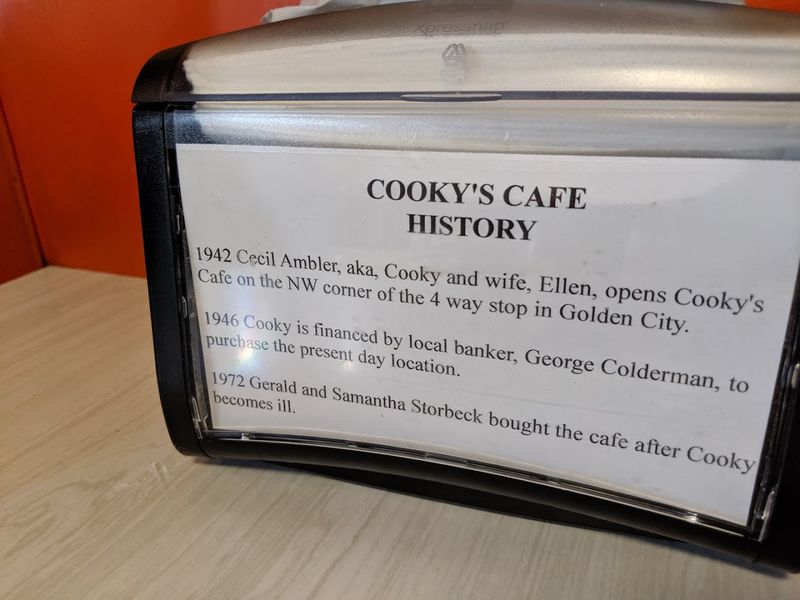 Xpressnap
COOKY'S CAFE
HISTORY
1942 Cecil Ambler, aka, Cooky and wife, Ellen, opens Cooky's
Cafe on the NW corner of the 4 way stop in Golden City.
1946 Cooky is financed by local banker, George Colderman, to
purchase the present day location.
1972 Gerald and Samantha Storbeck bought the cafe after Cooky
becomes ill.